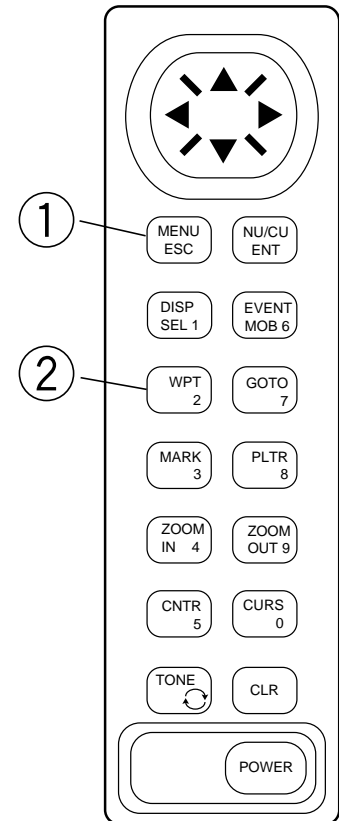 1
MENU
ESC
NU/CU
ENT
DISP
SEL 1
EVENT
MOB 6
2
WPT
2
GOTO
7
MARK
3
PLTR
8
ZOOM
IN 4
ZOOM
OUT 9
CNTR
5
CURS
0
TONE
CLR
POWER